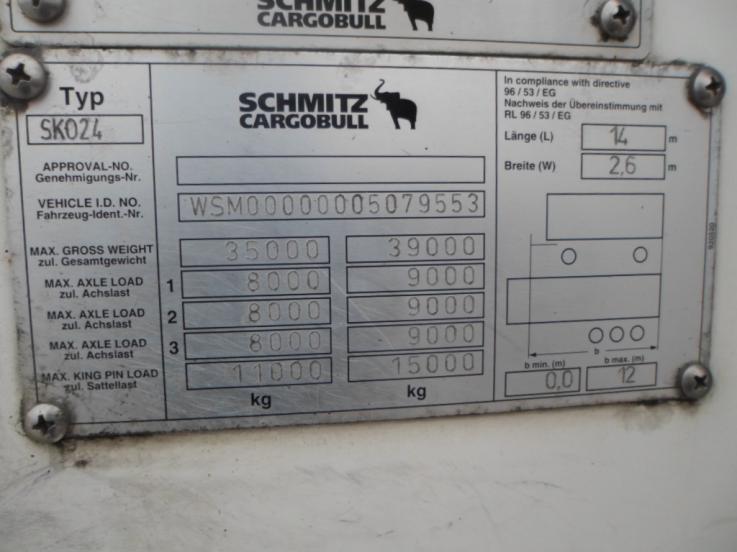 SCHMITZ
CARGOBULL
Typ
SKO24
SCHMITZ
CARGOBULL
In compliance with directive
96 / 53 / EG
Nachweis der Übereinstimmung mit
RL 96 / 53 / EG
Länge (L) 14 m
Breite (W) 2,6 m
APPROVAL-NO.
Genehmigungs-Nr.
VEHICLE I.D. NO.
Fahrzeug-Ident.-Nr.
WSM00000005079553
MAX. GROSS WEIGHT
zul. Gesamtgewicht
35000 39000
MAX. AXLE LOAD
zul. Achslast
1 8000 9000
MAX. AXLE LOAD
zul. Achslast
2 8000 9000
MAX. AXLE LOAD
zul. Achslast
3 8000 9000
MAX. KING PIN LOAD
zul. Sattellast
11000 15000
kg kg
b
b min. (m) b max. (m)
0,0 12